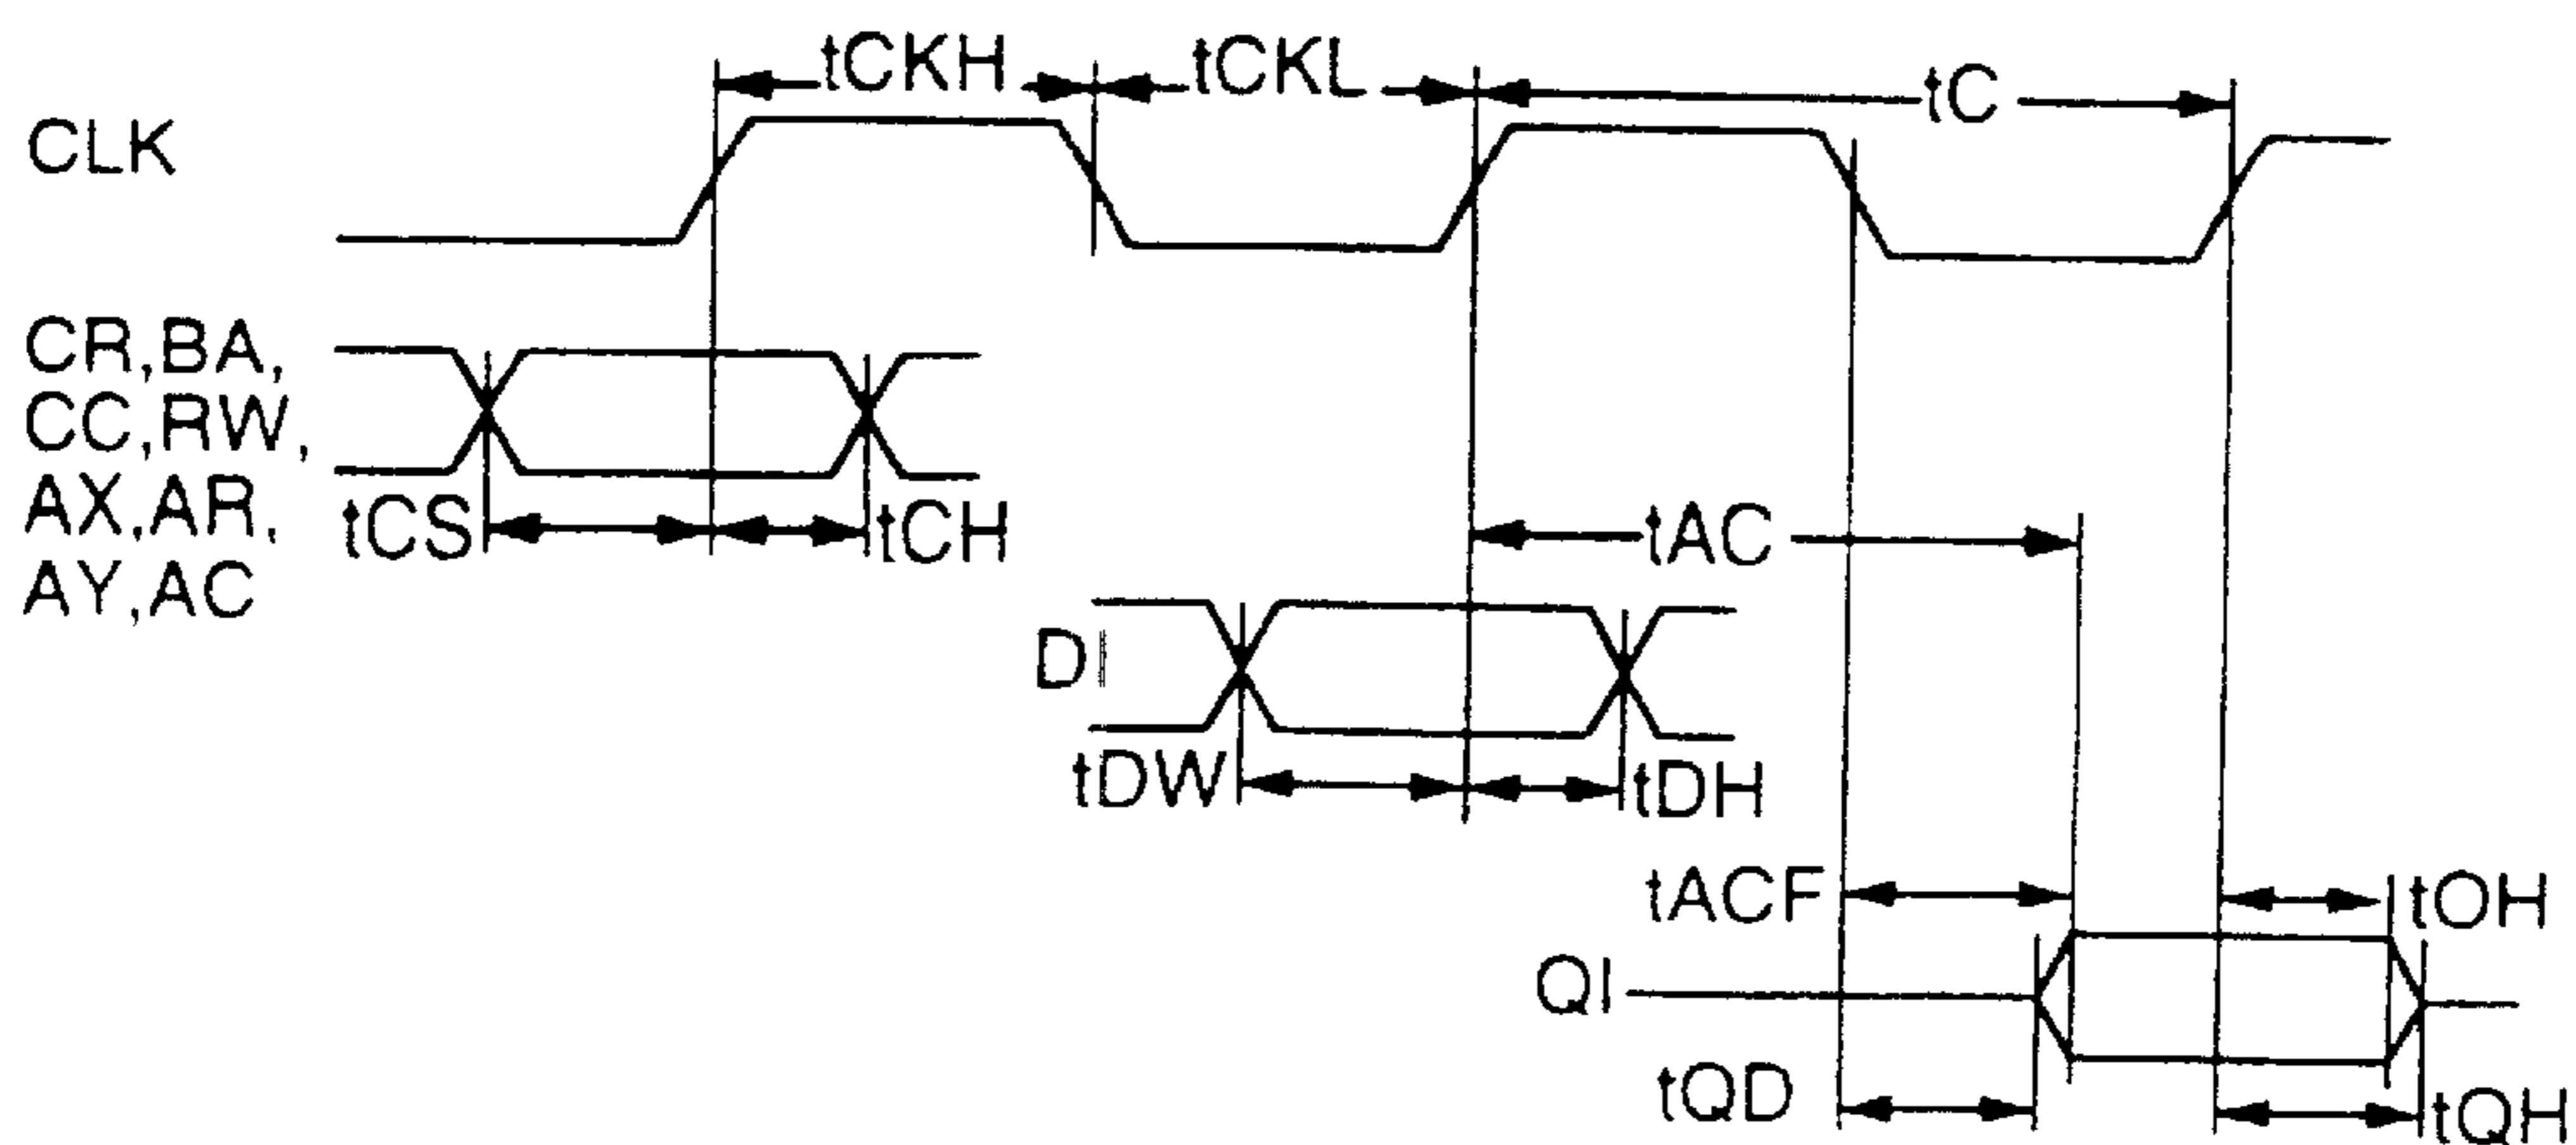 tCKH
tCKL
tC
CLK
CR,BA,
CC,RW,
AX,AR,
AY,AC
tCS
tCH
tAC
DI
tDW
tDH
tACF
tOH
QI
tQD
tQH